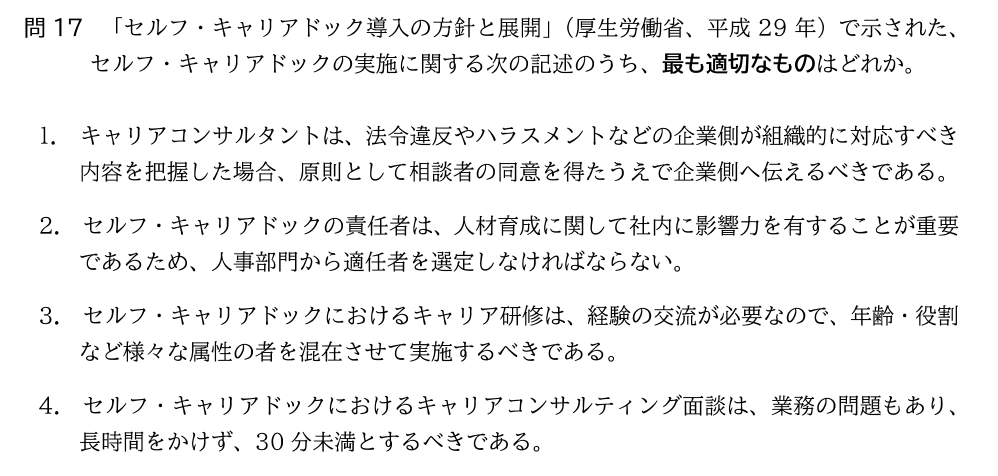 問 17　「セルフ・キャリアドック導入の方針と展開」（厚生労働省、平成 29 年）で示された、
セルフ・キャリアドックの実施に関する次の記述のうち、最も適切なものはどれか。
1．キャリアコンサルタントは、法令違反やハラスメントなどの企業側が組織的に対応すべき
内容を把握した場合、原則として相談者の同意を得たうえで企業側へ伝えるべきである。
2．セルフ・キャリアドックの責任者は、人材育成に関して社内に影響力を有することが重要
であるため、人事部門から適任者を選定しなければならない。
3．セルフ・キャリアドックにおけるキャリア研修は、経験の交流が必要なので、年齢・役割
など様々な属性の者を混在させて実施するべきである。
4．セルフ・キャリアドックにおけるキャリアコンサルティング面談は、業務の問題もあり、
長時間をかけず、30 分未満とするべきである。